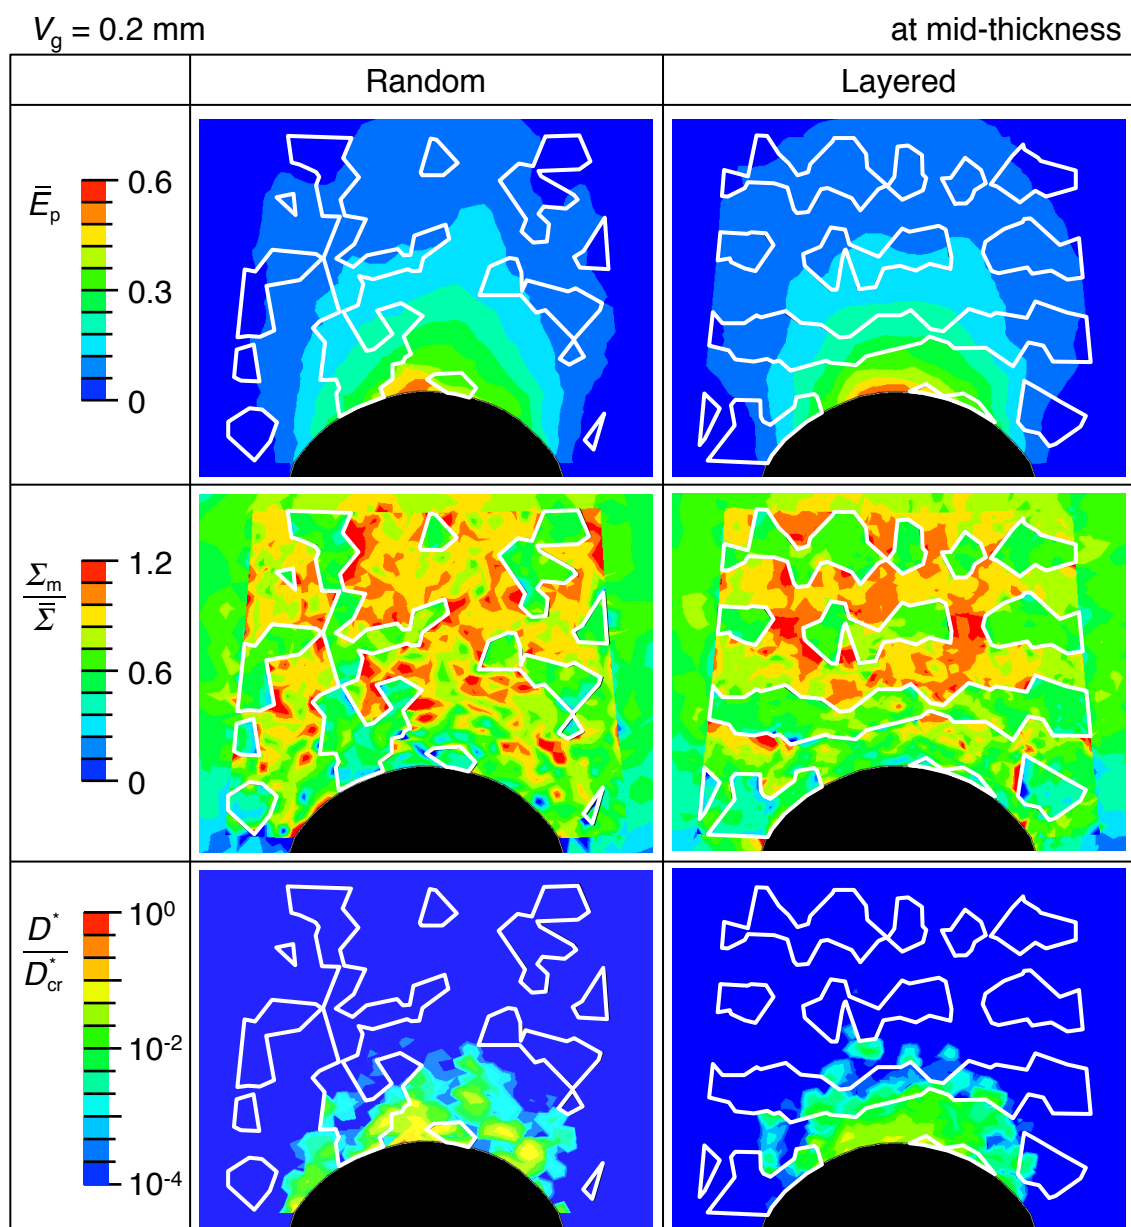 V_g = 0.2 mm at mid-thickness
Random Layered
Ē̄_p
0.6
0.3
0
Σ_m
/
Σ̄
1.2
0.6
0
D*
/
D*_cr
10^0
10^-2
10^-4